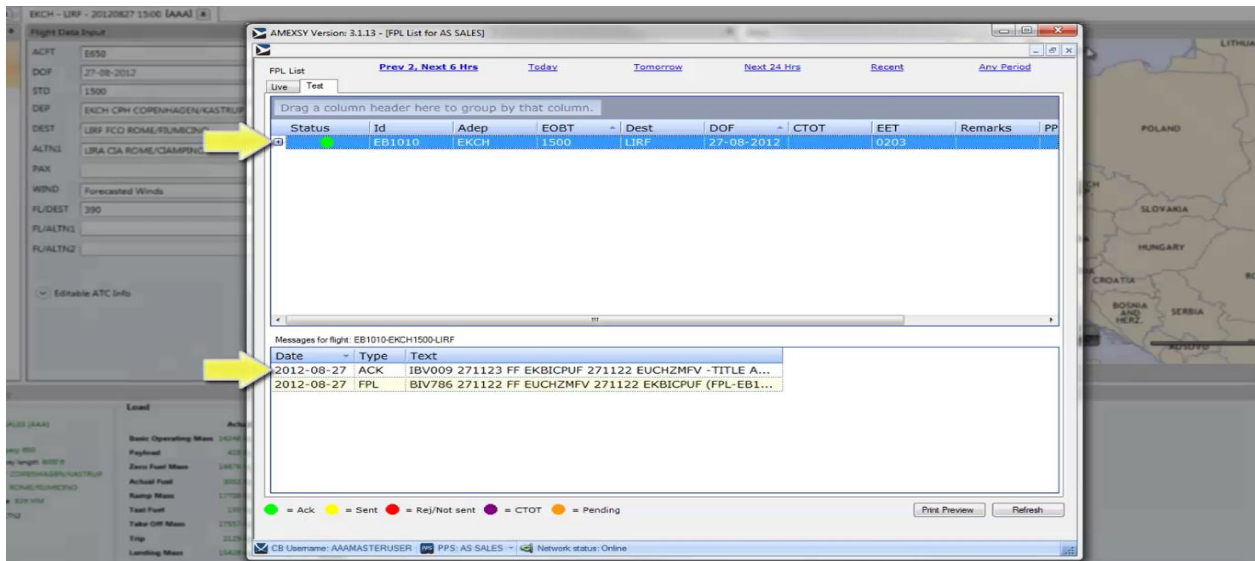 EKCH - LIRF - 20120827 15:00 [AAA]
Flight Data Input
ACFT E650
DOF 27-08-2012
STD 1500
DEP EKCH CPH COPENHAGEN/KASTRUP
DEST LIRF FCO ROME/FIUMICINO
ALTN1 LIRA CIA ROME/CIAMPINO
PAX
WIND Forecasted Winds
FL/DEST 390
FL/ALTN1
FL/ALTN2
Editable ATC Info
AMEXSY Version: 3.1.13 - [FPL List for AS SALES]
FPL List Prev 2, Next 6 Hrs Today Tomorrow Next 24 Hrs Recent Any Period
Live Test
Drag a column header here to group by that column.
Status Id Adep EOBT Dest DOF CTOT EET Remarks PP
EB1010 EKCH 1500 LIRF 27-08-2012 0203
Messages for flight: EB1010-EKCH1500-LIRF
Date Type Text
2012-08-27 ACK IBV009 271123 FF EKBICPUF 271122 EUCHZMFV -TITLE A...
2012-08-27 FPL BIV786 271122 FF EUCHZMFV 271122 EKBICPUF (FPL-EB1...
= Ack = Sent = Rej/Not sent = CTOT = Pending
Print Preview Refresh
CB Username: AAAMASTERUSER PPS: AS SALES Network status: Online
LITHUA
POLAND
SLOVAKIA
HUNGARY
CROATIA
BOSNIA
AND
HERZ.
SERBIA
KOSOVO
Load
Basic Operating Mass
Payload
Zero Fuel Mass
Actual Fuel
Ramp Mass
Taxi Fuel
Take Off Mass
Trip
Landing Mass